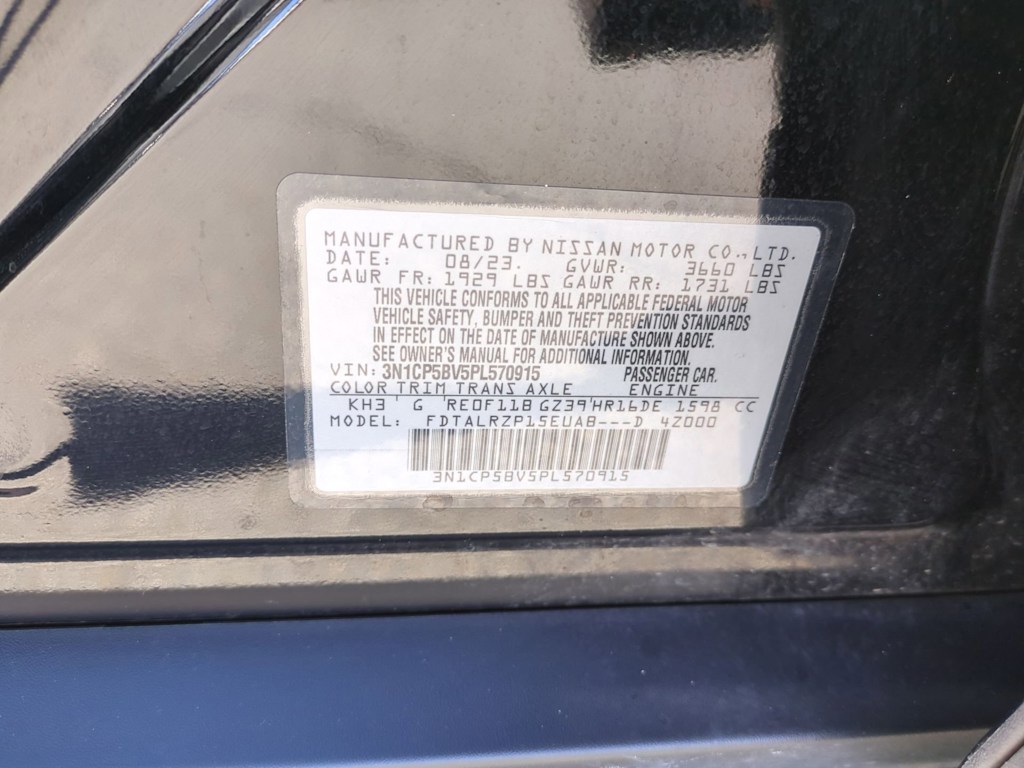 MANUFACTURED BY NISSAN MOTOR CO.,LTD.
DATE: 08/23. GVWR: 3660 LBS
GAWR FR: 1929 LBS GAWR RR: 1731 LBS
THIS VEHICLE CONFORMS TO ALL APPLICABLE FEDERAL MOTOR
VEHICLE SAFETY, BUMPER AND THEFT PREVENTION STANDARDS
IN EFFECT ON THE DATE OF MANUFACTURE SHOWN ABOVE.
SEE OWNER'S MANUAL FOR ADDITIONAL INFORMATION.
VIN: 3N1CP5BV5PL570915 PASSENGER CAR.
COLOR TRIM TRANS AXLE ENGINE
KH3 ' G 'RE0F11B GZ39'HR16DE 1598 CC
MODEL: FDTALRZP15EUAB---D 4Z000
3N1CP5BV5PL570915